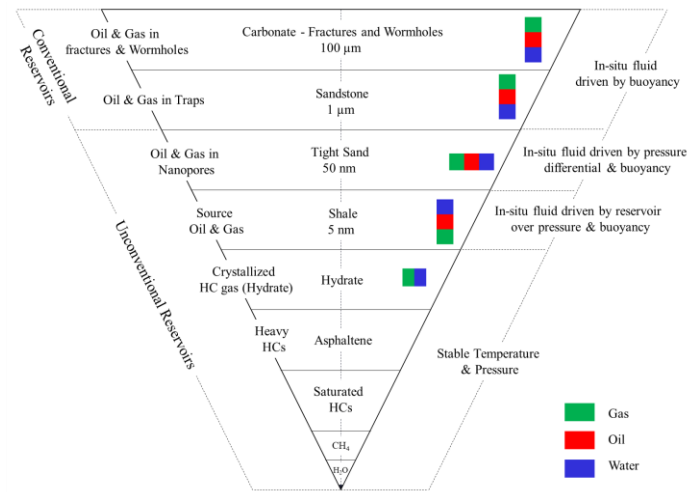 Conventional
Reservoirs
Oil & Gas in
fractures & Wormholes
Carbonate - Fractures and Wormholes
100 µm
In-situ fluid
driven by buoyancy
Oil & Gas in Traps
Sandstone
1 µm
Oil & Gas in
Nanopores
Tight Sand
50 nm
In-situ fluid driven by pressure
differential & buoyancy
Source
Oil & Gas
Shale
5 nm
In-situ fluid driven by reservoir
over pressure & buoyancy
Unconventional Reservoirs
Crystallized
HC gas (Hydrate)
Hydrate
Heavy
HCs
Asphaltene
Stable Temperature
& Pressure
Saturated
HCs
CH₄
H₂O
Gas
Oil
Water